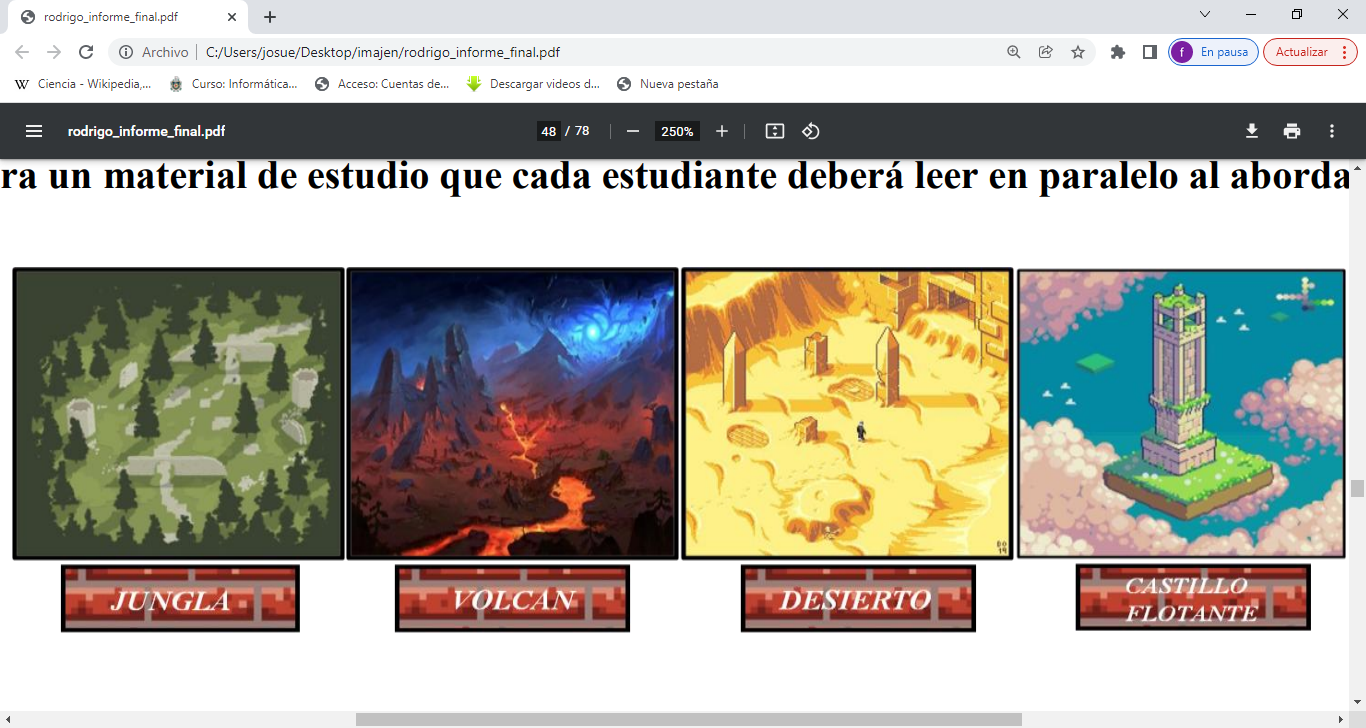 rodrigo_informe_final.pdf
Archivo C:/Users/josue/Desktop/imajen/rodrigo_informe_final.pdf
f En pausa
Actualizar
W Ciencia - Wikipedia,...
Curso: Informática...
Acceso: Cuentas de...
Descargar videos d...
Nueva pestaña
rodrigo_informe_final.pdf
48 / 78
250%
ra un material de estudio que cada estudiante deberá leer en paralelo al aborda
JUNGLA
VOLCÁN
DESIERTO
CASTILLO
FLOTANTE